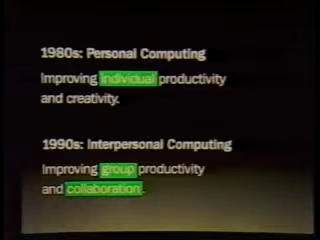 1980s: Personal Computing
Improving individual productivity
and creativity.
1990s: Interpersonal Computing
Improving group productivity
and collaboration.